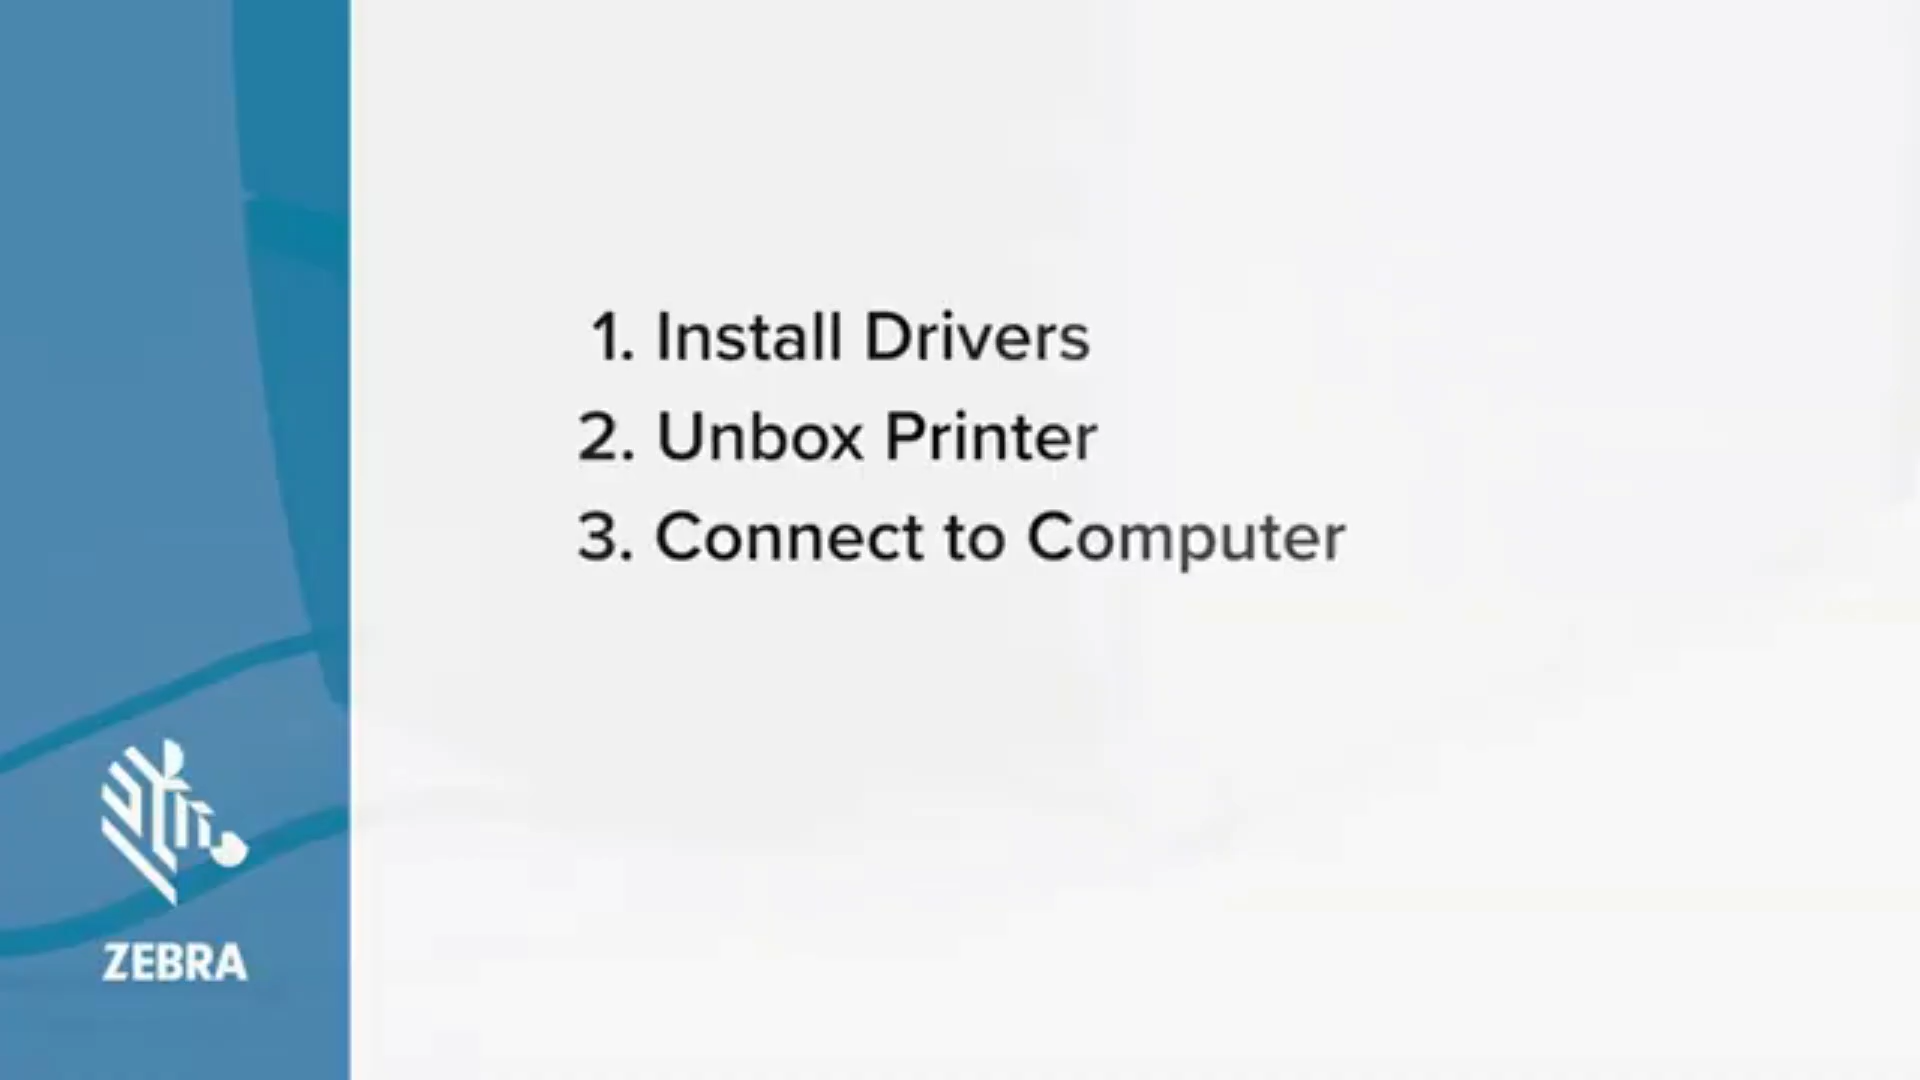 1. Install Drivers
2. Unbox Printer
3. Connect to Computer
ZEBRA